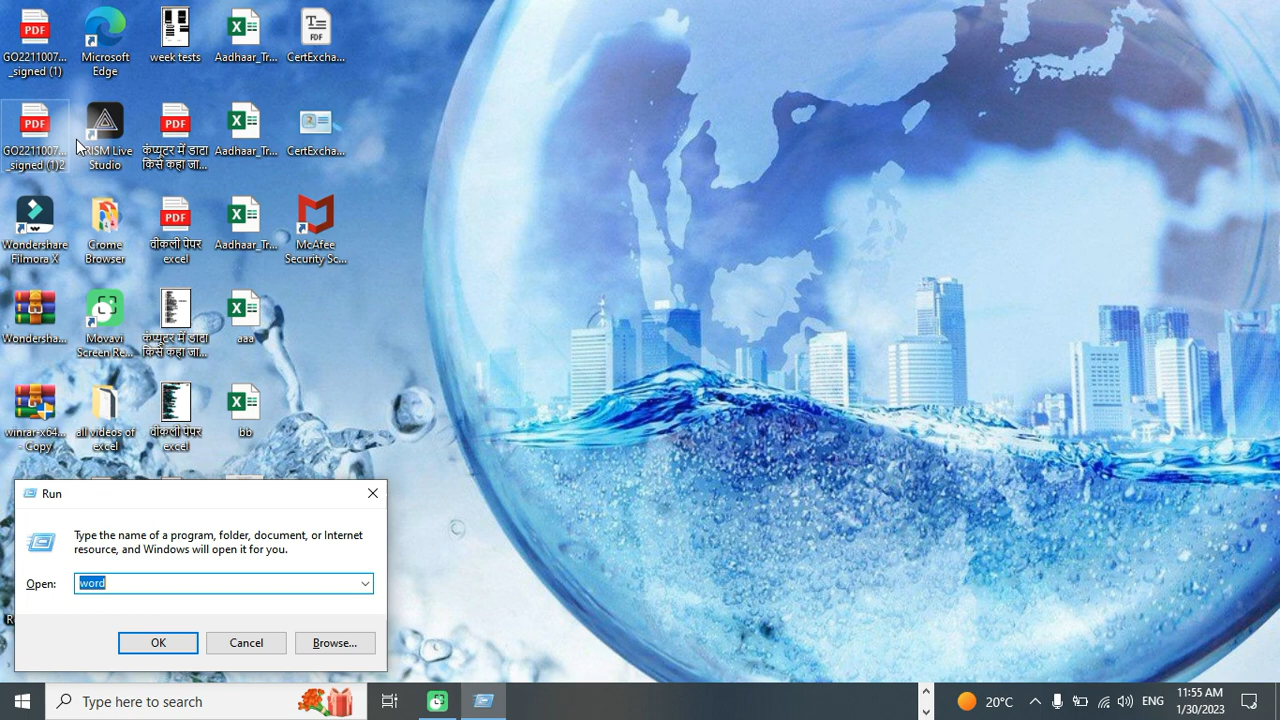 GO2211007...
_signed (1)
Microsoft
Edge
week tests
Aadhaar_Tr...
CertExcha...
GO2211007...
_signed (1)2
PRISM Live
Studio
कंप्यूटर में डाटा
किसे कहा जा...
Aadhaar_Tr...
CertExcha...
Wondershare
Filmora X
Crome
Browser
वीकली पेपर
excel
Aadhaar_Tr...
McAfee
Security Sc...
Wondersha...
Movavi
Screen Re...
कंप्यूटर में डाटा
किसे कहा जा...
aaa
winrar-x64...
- Copy
all videos of
excel
वीकली पेपर
excel
bb
Run
Type the name of a program, folder, document, or Internet
resource, and Windows will open it for you.
Open:
word
OK
Cancel
Browse...
Type here to search
20°C
ENG
1:55 AM
1/30/2023